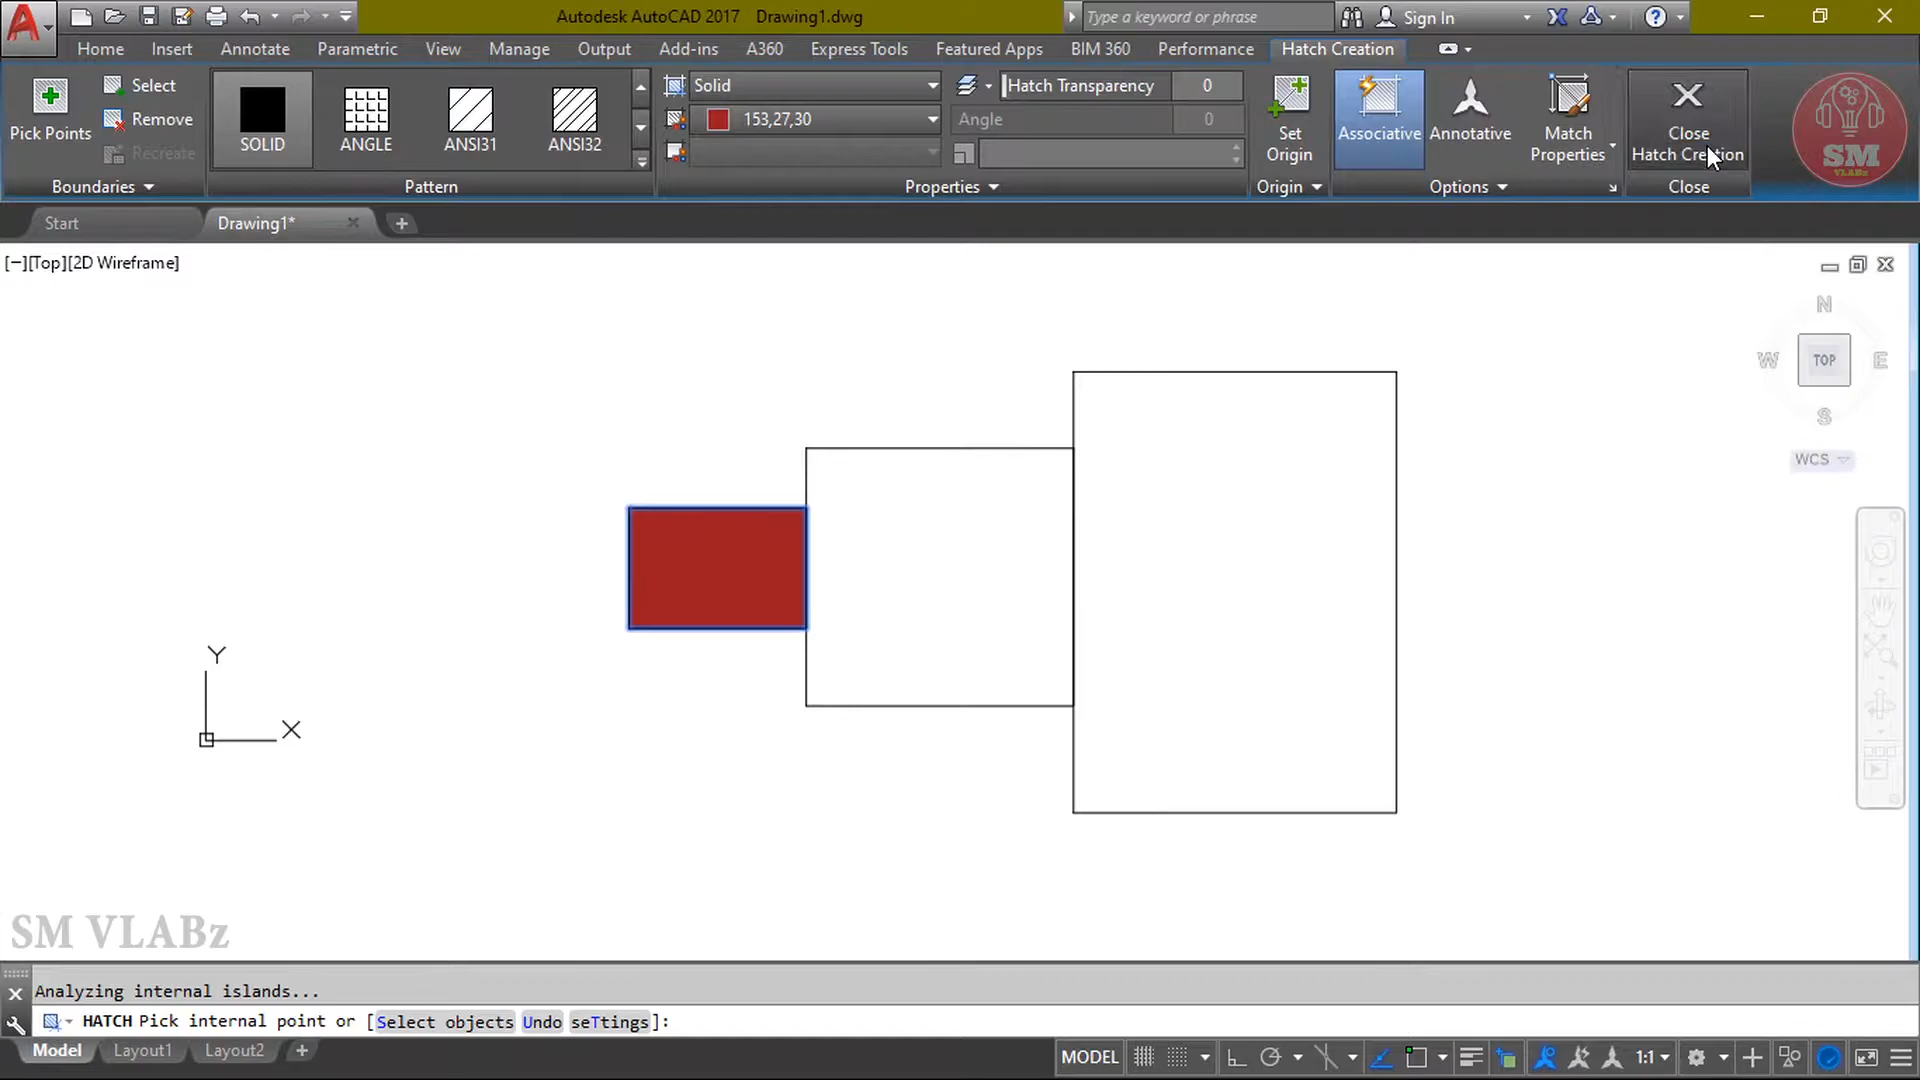 Autodesk AutoCAD 2017 Drawing1.dwg
Type a keyword or phrase
Sign In
Home Insert Annotate Parametric View Manage Output Add-ins A360 Express Tools Featured Apps BIM 360 Performance Hatch Creation
Pick Points
Select
Remove
Recreate
Boundaries
SOLID
ANGLE
ANSI31
ANSI32
Pattern
Solid
153,27,30
Hatch Transparency 0
Angle 0
Properties
Set
Origin
Origin
Associative
Annotative
Match
Properties
Options
Close
Hatch Creation
Close
SM
VLABz
Start
Drawing1*
[−][Top][2D Wireframe]
N
W
TOP
E
S
WCS
Y
X
SM VLABz
Analyzing internal islands...
HATCH Pick internal point or [Select objects Undo seTtings]:
Model Layout1 Layout2
MODEL
1:1